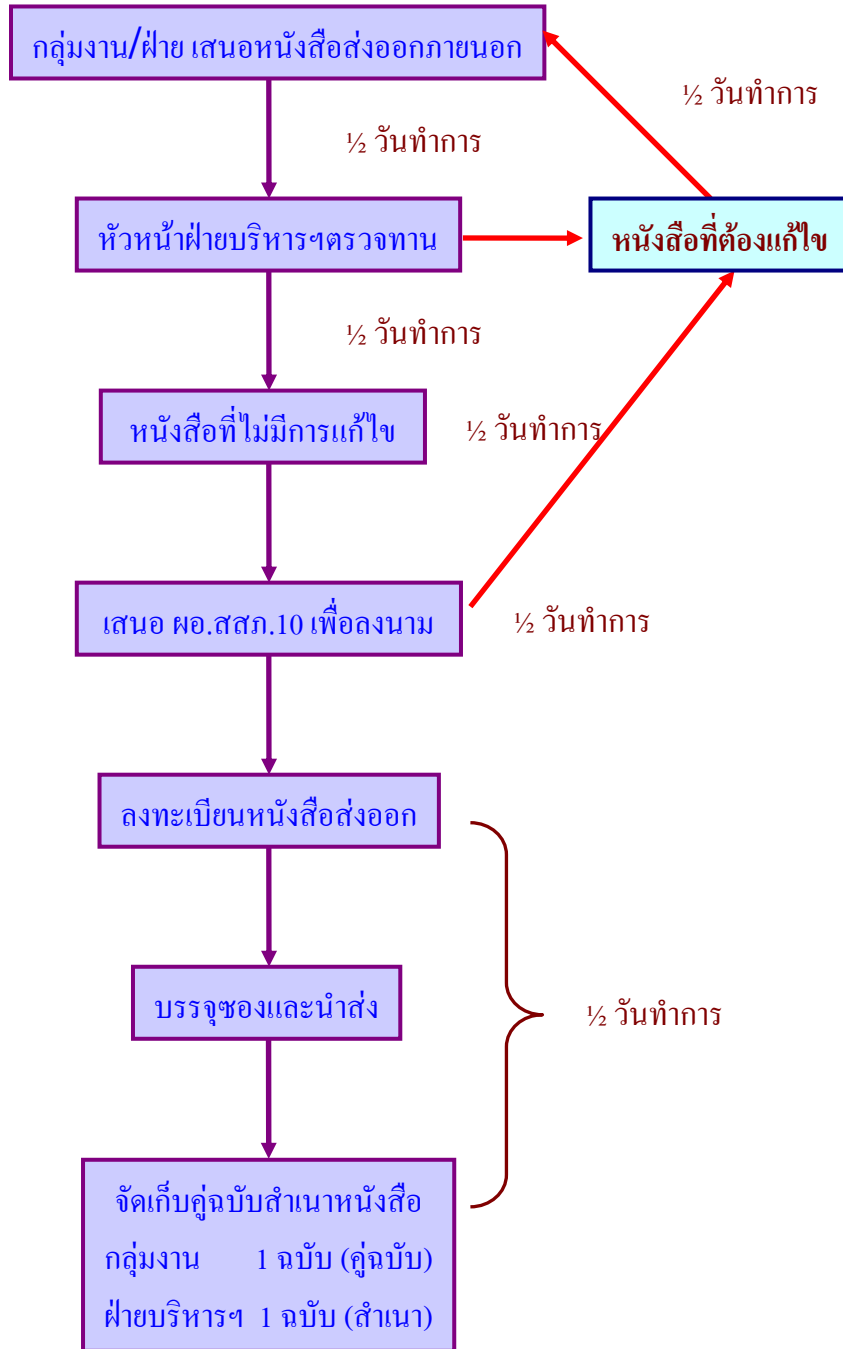 กลุ่มงาน/ฝ่าย เสนอหนังสือส่งออกภายนอก
½ วันทำการ
½ วันทำการ
หัวหน้าฝ่ายบริหารฯตรวจทาน
หนังสือที่ต้องแก้ไข
½ วันทำการ
หนังสือที่ไม่มีการแก้ไข
½ วันทำการ
เสนอ ผอ.สสภ.10 เพื่อลงนาม
½ วันทำการ
ลงทะเบียนหนังสือส่งออก
บรรจุซองและนำส่ง
½ วันทำการ
จัดเก็บคู่ฉบับสำเนาหนังสือ
กลุ่มงาน 1 ฉบับ (คู่ฉบับ)
ฝ่ายบริหารฯ 1 ฉบับ (สำเนา)